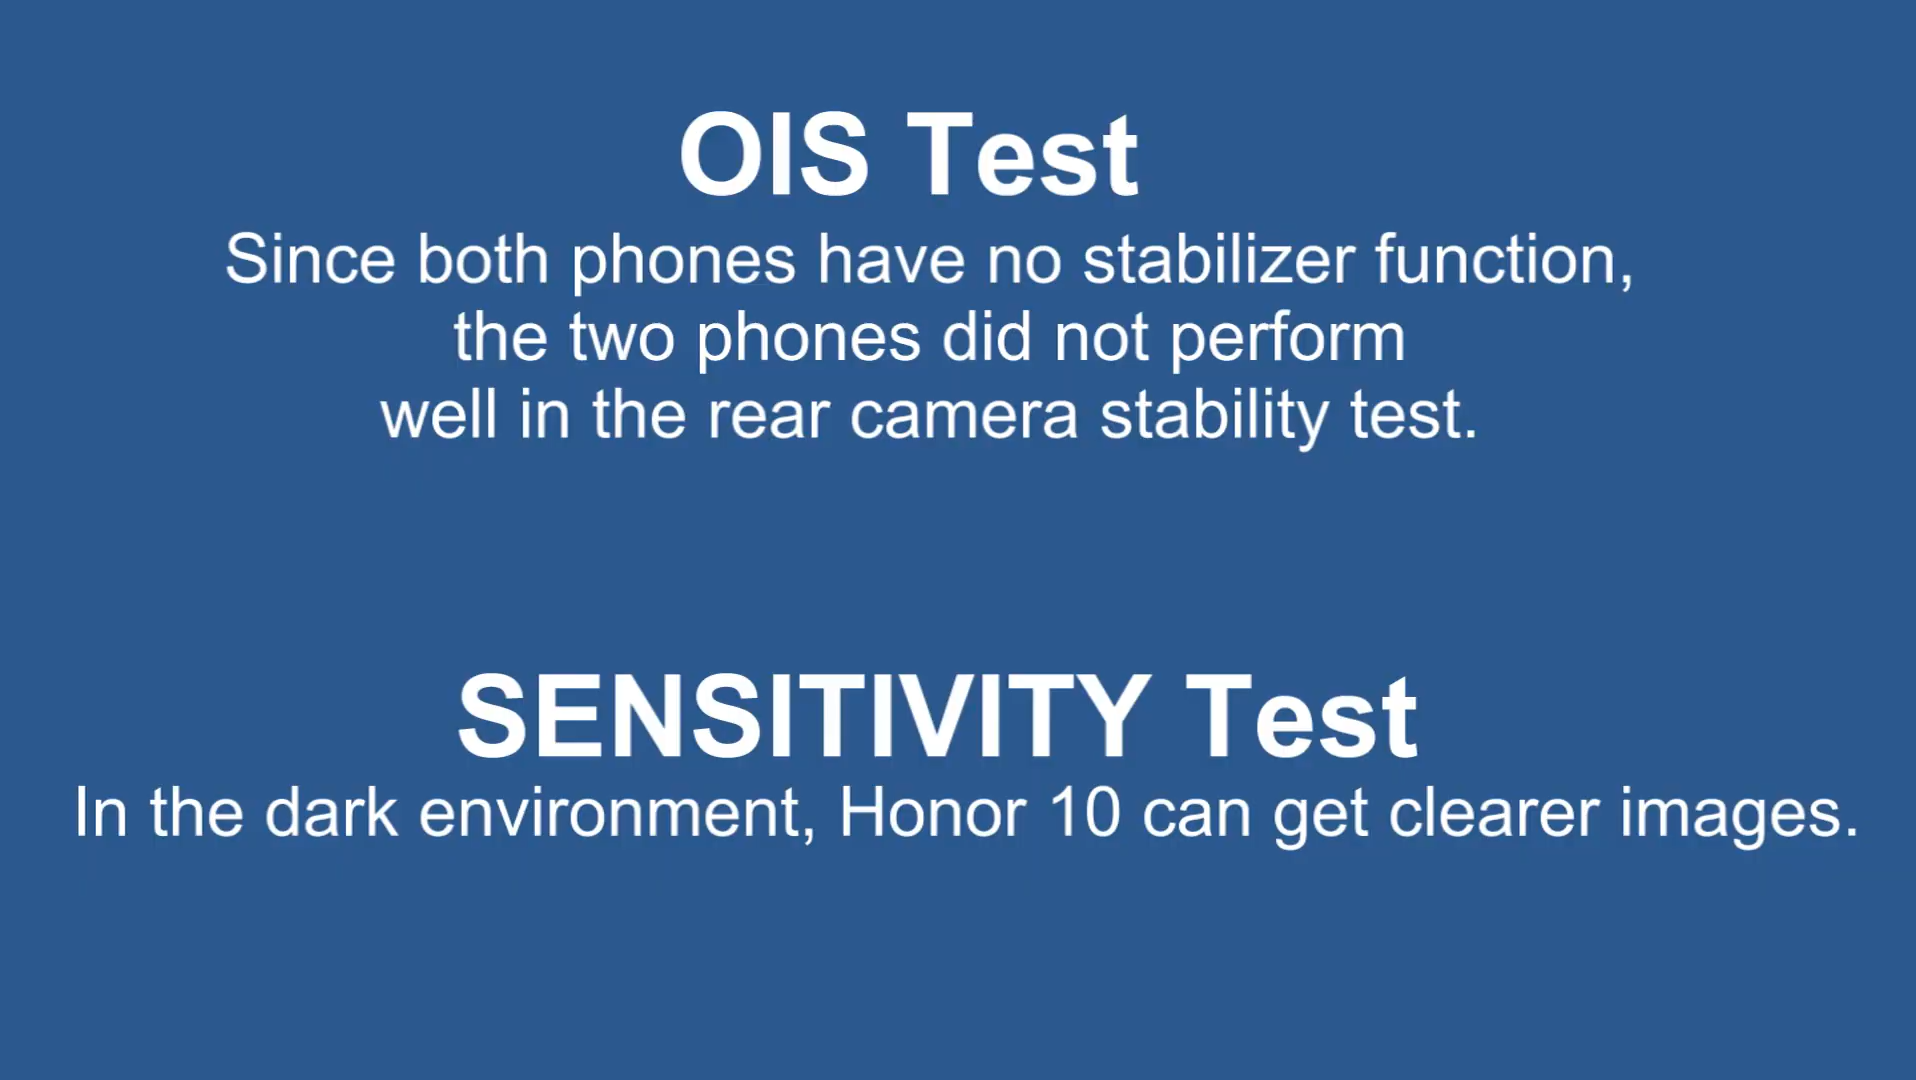 OIS Test
Since both phones have no stabilizer function,
the two phones did not perform
well in the rear camera stability test.
SENSITIVITY Test
In the dark environment, Honor 10 can get clearer images.